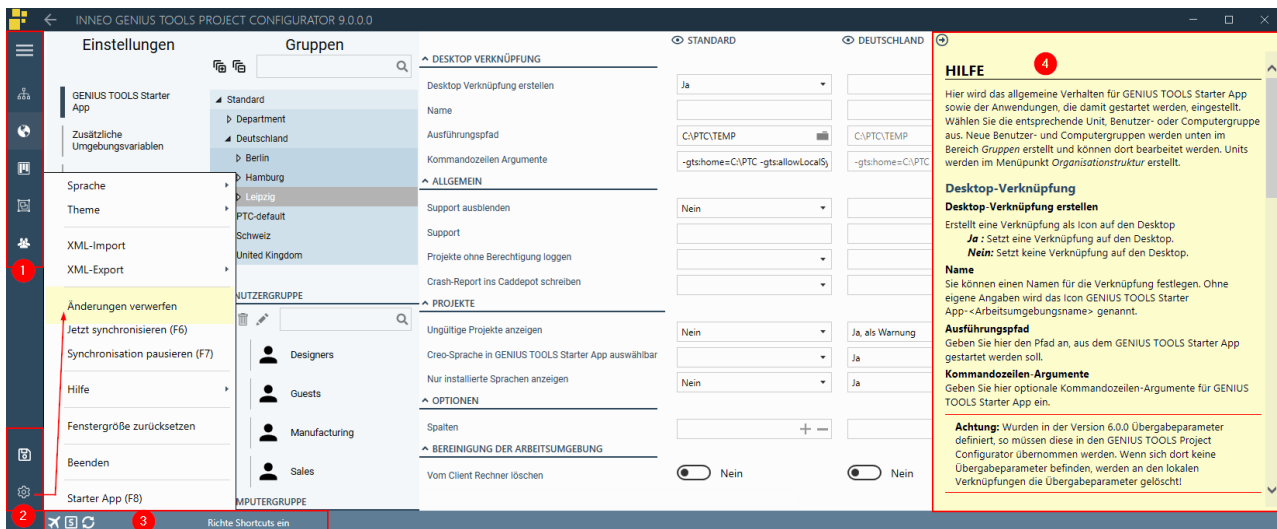 INNEO GENIUS TOOLS PROJECT CONFIGURATOR 9.0.0.0
Einstellungen
GENIUS TOOLS Starter
App
Zusätzliche
Umgebungsvariablen
Gruppen
Standard
Department
Deutschland
Berlin
Hamburg
Leipzig
PTC-default
Schweiz
United Kingdom
NUTZERGRUPPE
Designers
Guests
Manufacturing
Sales
MPUTERGRUPPE
Sprache
Theme
XML-Import
XML-Export
Änderungen verwerfen
Jetzt synchronisieren (F6)
Synchronisation pausieren (F7)
Hilfe
Fenstergröße zurücksetzen
Beenden
Starter App (F8)
1
2
3
S
Richte Shortcuts ein
STANDARD
DEUTSCHLAND
DESKTOP VERKNÜPFUNG
Desktop Verknüpfung erstellen
Ja
Name
Ausführungspfad
C:\PTC\TEMP
C:\PTC\TEMP
Kommandozeilen Argumente
-gts:home=C:\PTC -gts:allowLocalSy
-gts:home=C:\PTC
ALLGEMEIN
Support ausblenden
Nein
Support
Projekte ohne Berechtigung loggen
Crash-Report ins Caddepot schreiben
PROJEKTE
Ungültige Projekte anzeigen
Nein
Ja, als Warnung
Creo-Sprache in GENIUS TOOLS Starter App auswählbar
Ja
Nur installierte Sprachen anzeigen
Nein
Ja
OPTIONEN
Spalten
BEREINIGUNG DER ARBEITSUMGEBUNG
Vom Client Rechner löschen
Nein
Nein
4
HILFE
Hier wird das allgemeine Verhalten für GENIUS TOOLS Starter App
sowie der Anwendungen, die damit gestartet werden, eingestellt.
Wählen Sie die entsprechende Unit, Benutzer- oder Computergruppe
aus. Neue Benutzer- und Computergruppen werden unten im
Bereich Gruppen erstellt und können dort bearbeitet werden. Units
werden im Menüpunkt Organisationstruktur erstellt.
Desktop-Verknüpfung
Desktop-Verknüpfung erstellen
Erstellt eine Verknüpfung als Icon auf den Desktop
Ja : Setzt eine Verknüpfung auf den Desktop.
Nein: Setzt keine Verknüpfung auf den Desktop.
Name
Sie können einen Namen für die Verknüpfung festlegen. Ohne
eigene Angaben wird das Icon GENIUS TOOLS Starter
App-<Arbeitsumgebungsname> genannt.
Ausführungspfad
Geben Sie hier den Pfad an, aus dem GENIUS TOOLS Starter App
gestartet werden soll.
Kommandozeilen-Argumente
Geben Sie hier optionale Kommandozeilen-Argumente für GENIUS
TOOLS Starter App ein.
Achtung: Wurden in der Version 6.0.0 Übergabeparameter
definiert, so müssen diese in den GENIUS TOOLS Project
Configurator übernommen werden. Wenn sich dort keine
Übergabeparameter befinden, werden an den lokalen
Verknüpfungen die Übergabeparameter gelöscht!